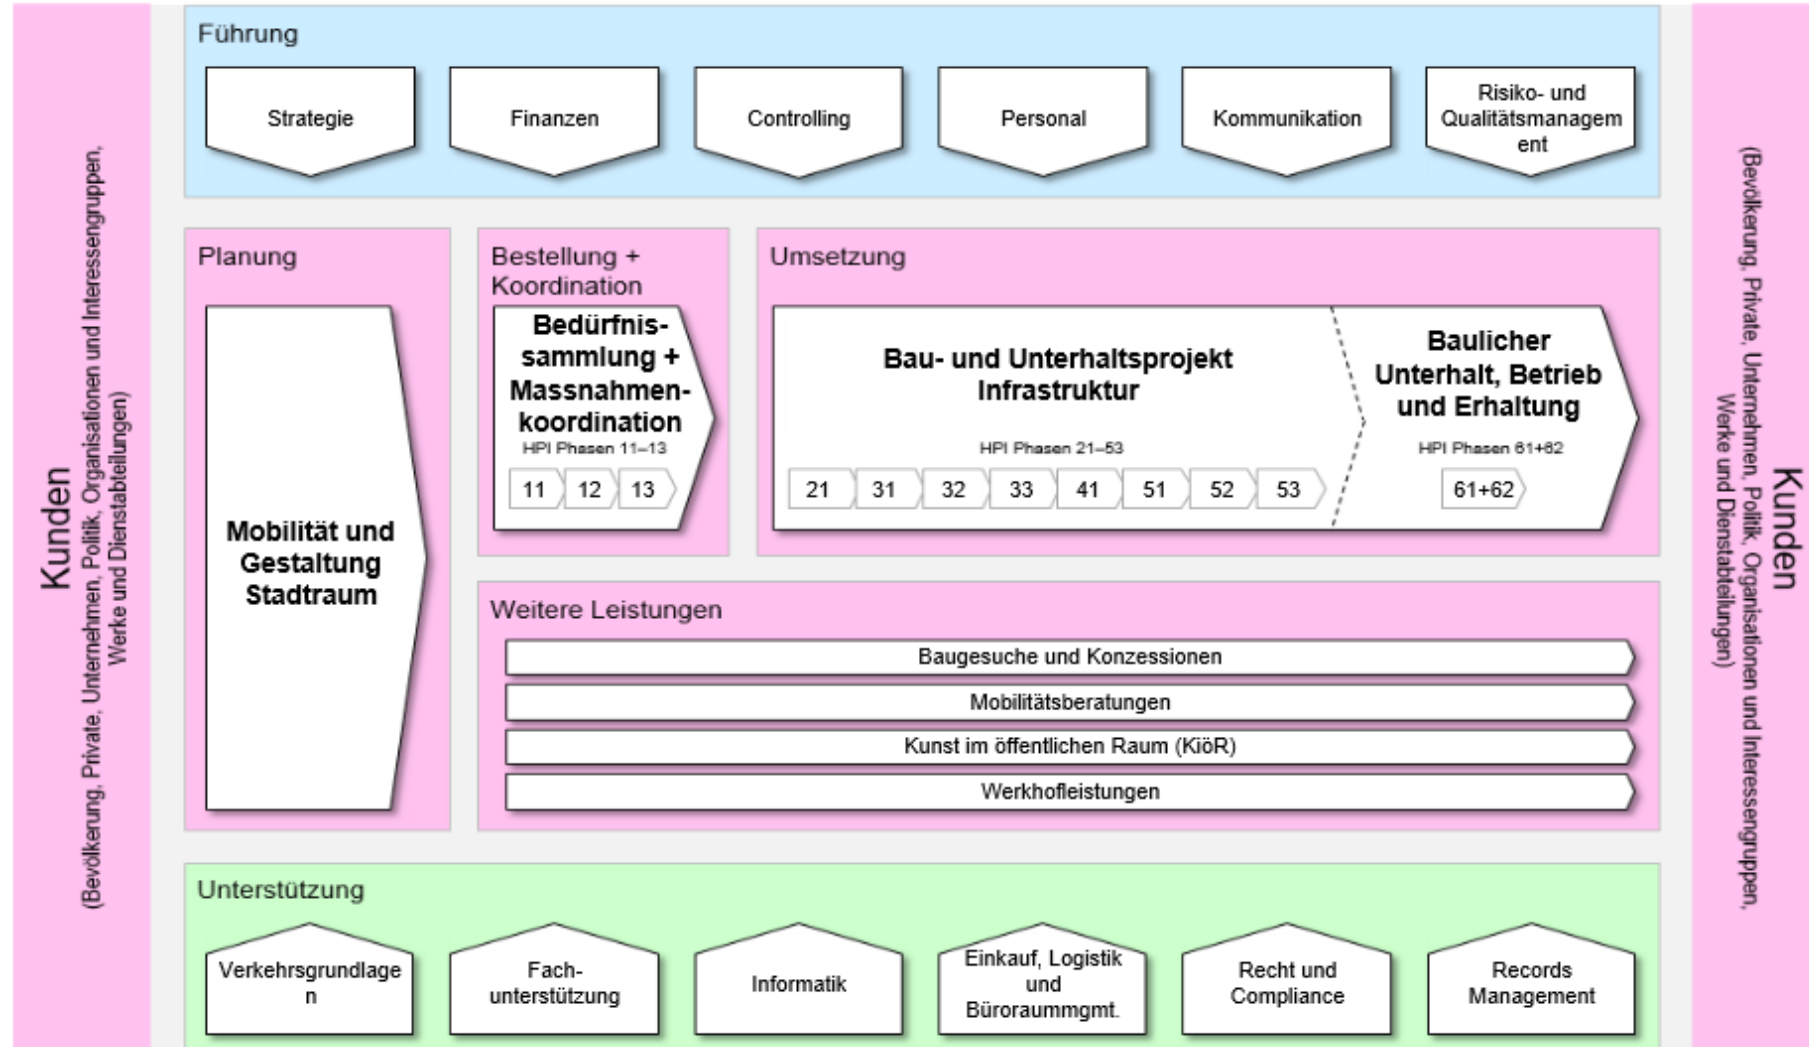 Kunden
(Bevölkerung, Private, Unternehmen, Politik, Organisationen und Interessengruppen,
Werke und Dienstabteilungen)
Führung
Strategie
Finanzen
Controlling
Personal
Kommunikation
Risiko- und
Qualitätsmanagem
ent
Planung
Mobilität und
Gestaltung
Stadtraum
Bestellung +
Koordination
Bedürfnis-
sammlung +
Massnahmen-
koordination
HPI Phasen 11–13
11 12 13
Umsetzung
Bau- und Unterhaltsprojekt
Infrastruktur
HPI Phasen 21–53
21 31 32 33 41 51 52 53
Baulicher
Unterhalt, Betrieb
und Erhaltung
HPI Phasen 61+62
61+62
Weitere Leistungen
Baugesuche und Konzessionen
Mobilitätsberatungen
Kunst im öffentlichen Raum (KiöR)
Werkhofleistungen
Unterstützung
Verkehrsgrundlage
n
Fach-
unterstützung
Informatik
Einkauf, Logistik
und
Büroraummgmt.
Recht und
Compliance
Records
Management
Kunden
(Bevölkerung, Private, Unternehmen, Politik, Organisationen und Interessengruppen,
Werke und Dienstabteilungen)